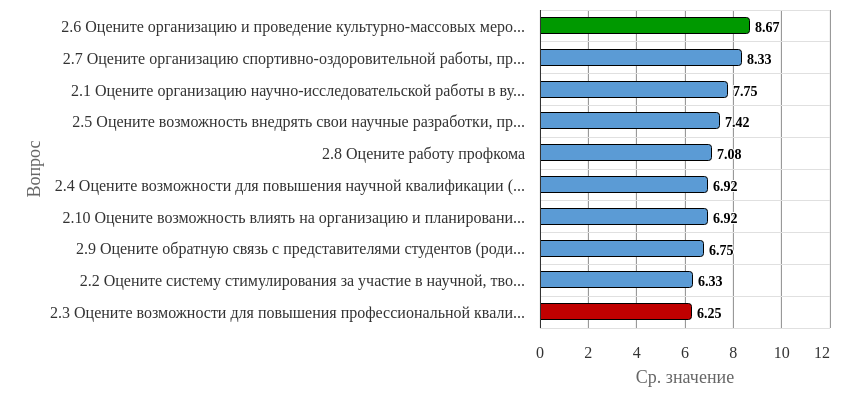 2.6 Оцените организацию и проведение культурно-массовых меро... 8.67
2.7 Оцените организацию спортивно-оздоровительной работы, пр... 8.33
2.1 Оцените организацию научно-исследовательской работы в ву... 7.75
2.5 Оцените возможность внедрять свои научные разработки, пр... 7.42
2.8 Оцените работу профкома 7.08
2.4 Оцените возможности для повышения научной квалификации (... 6.92
2.10 Оцените возможность влиять на организацию и планировани... 6.92
2.9 Оцените обратную связь с представителями студентов (роди... 6.75
2.2 Оцените систему стимулирования за участие в научной, тво... 6.33
2.3 Оцените возможности для повышения профессиональной квали... 6.25
Вопрос
0 2 4 6 8 10 12
Ср. значение